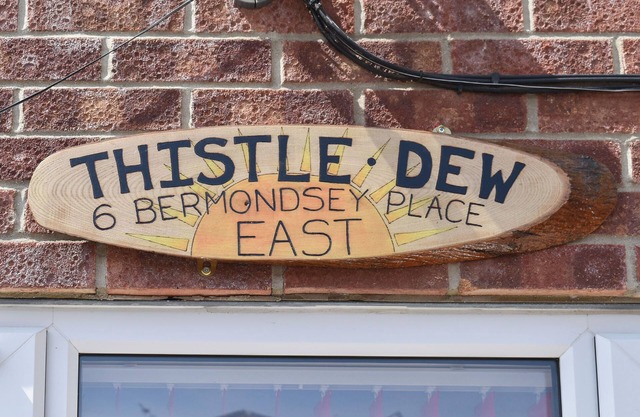 THISTLE · DEW
6 BERMONDSEY PLACE
EAST